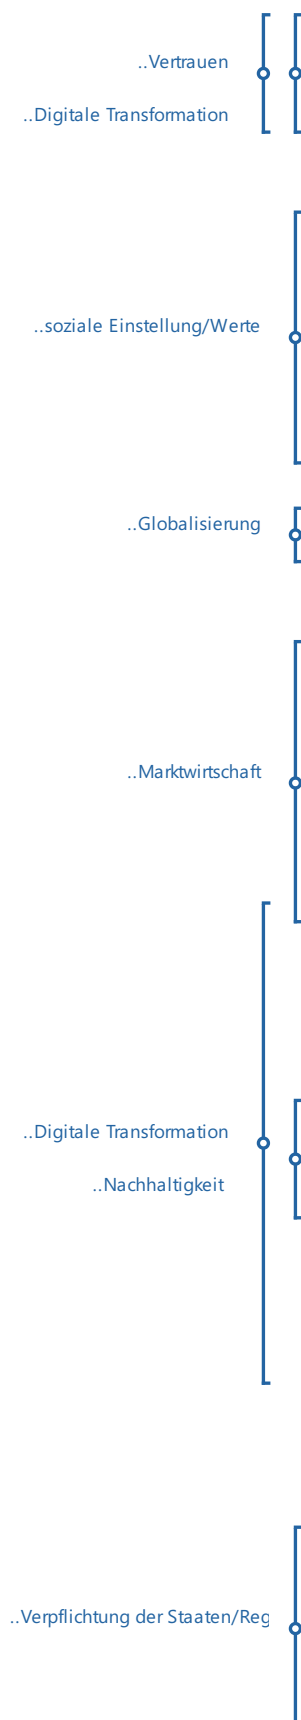 ..Vertrauen
..Digitale Transformation
..soziale Einstellung/Werte
..Globalisierung
..Marktwirtschaft
..Digitale Transformation
..Nachhaltigkeit
..Verpflichtung der Staaten/Reg